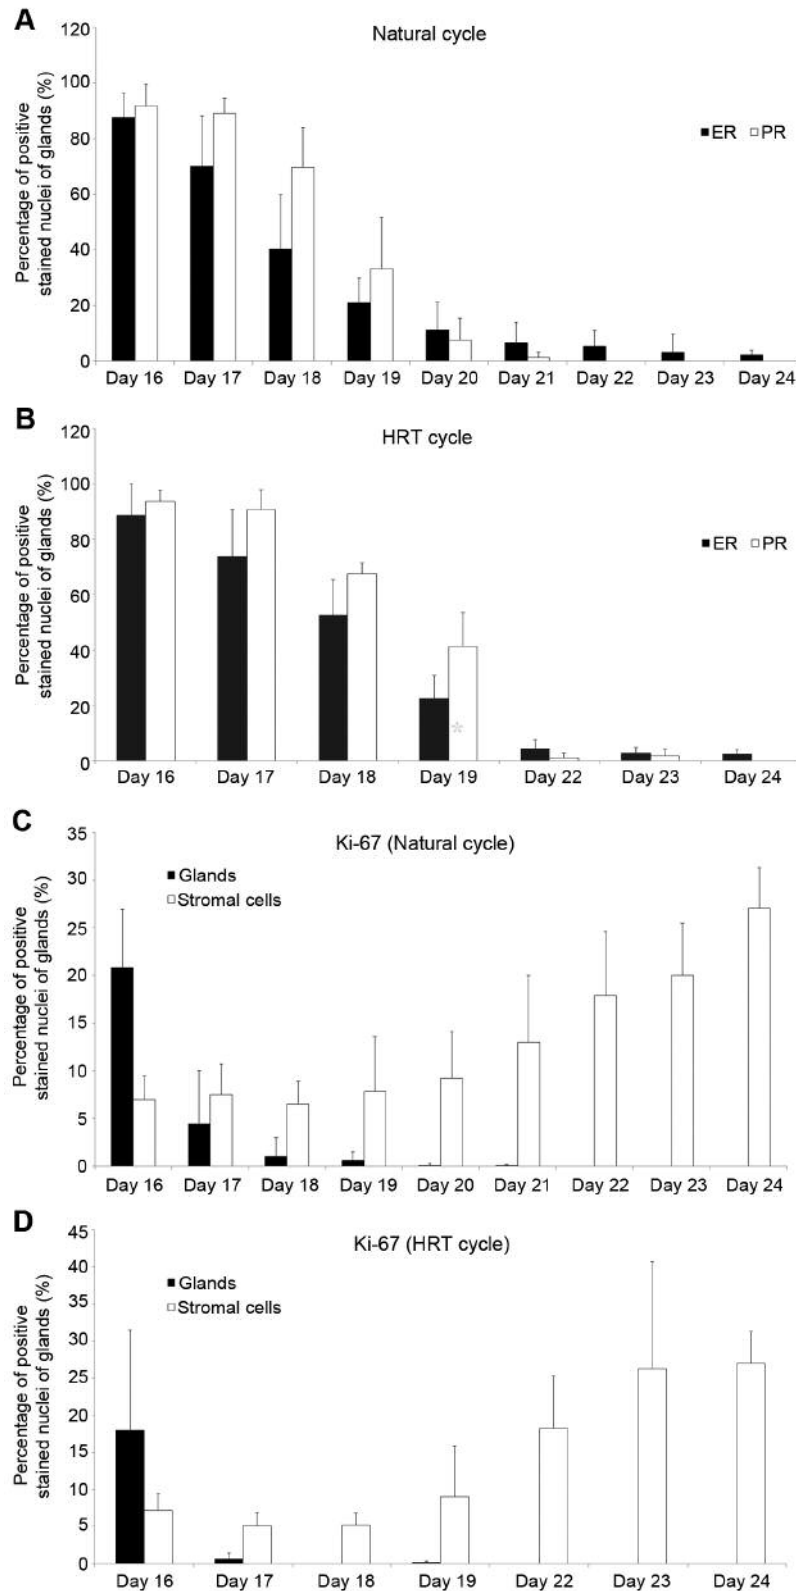 A
Natural cycle
Percentage of positive
stained nuclei of glands (%)
120
100
80
60
40
20
0
ER PR
Day 16 Day 17 Day 18 Day 19 Day 20 Day 21 Day 22 Day 23 Day 24
B
HRT cycle
Percentage of positive
stained nuclei of glands (%)
120
100
80
60
40
20
0
ER PR
*
Day 16 Day 17 Day 18 Day 19 Day 22 Day 23 Day 24
C
Ki-67 (Natural cycle)
Percentage of positive
stained nuclei of glands (%)
35
30
25
20
15
10
5
0
Glands
Stromal cells
Day 16 Day 17 Day 18 Day 19 Day 20 Day 21 Day 22 Day 23 Day 24
D
Ki-67 (HRT cycle)
Percentage of positive
stained nuclei of glands (%)
45
40
35
30
25
20
15
10
5
0
Glands
Stromal cells
Day 16 Day 17 Day 18 Day 19 Day 22 Day 23 Day 24